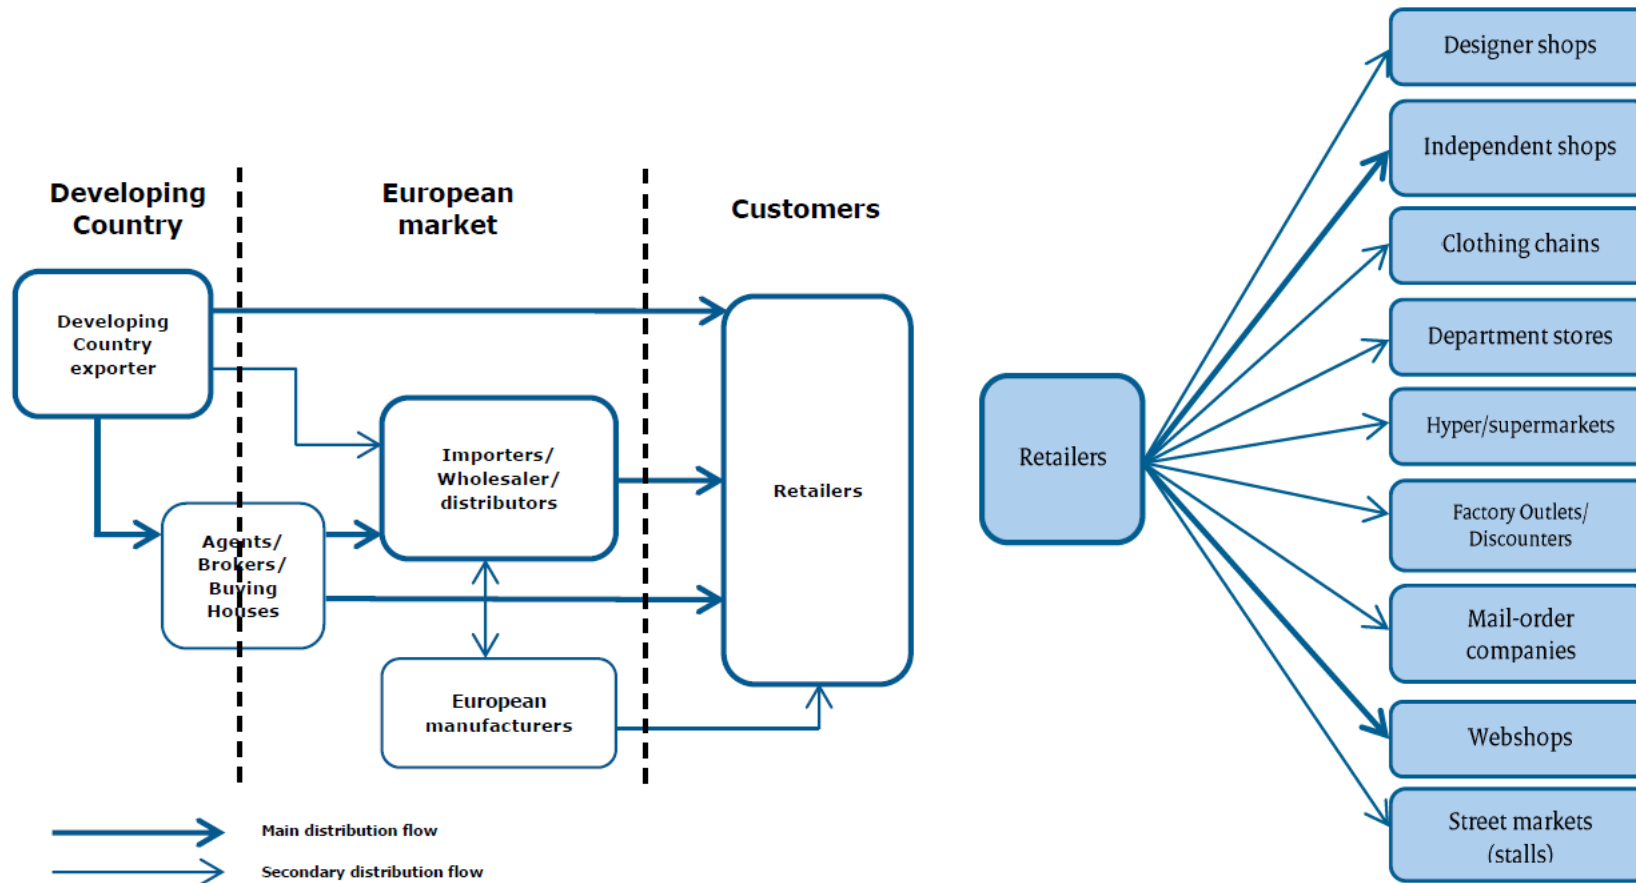 Developing
Country
European
market
Customers
Developing
Country
exporter
Importers/
Wholesaler/
distributors
Agents/
Brokers/
Buying
Houses
European
manufacturers
Retailers
Main distribution flow
Secondary distribution flow
Retailers
Designer shops
Independent shops
Clothing chains
Department stores
Hyper/supermarkets
Factory Outlets/
Discounters
Mail-order
companies
Webshops
Street markets
(stalls)